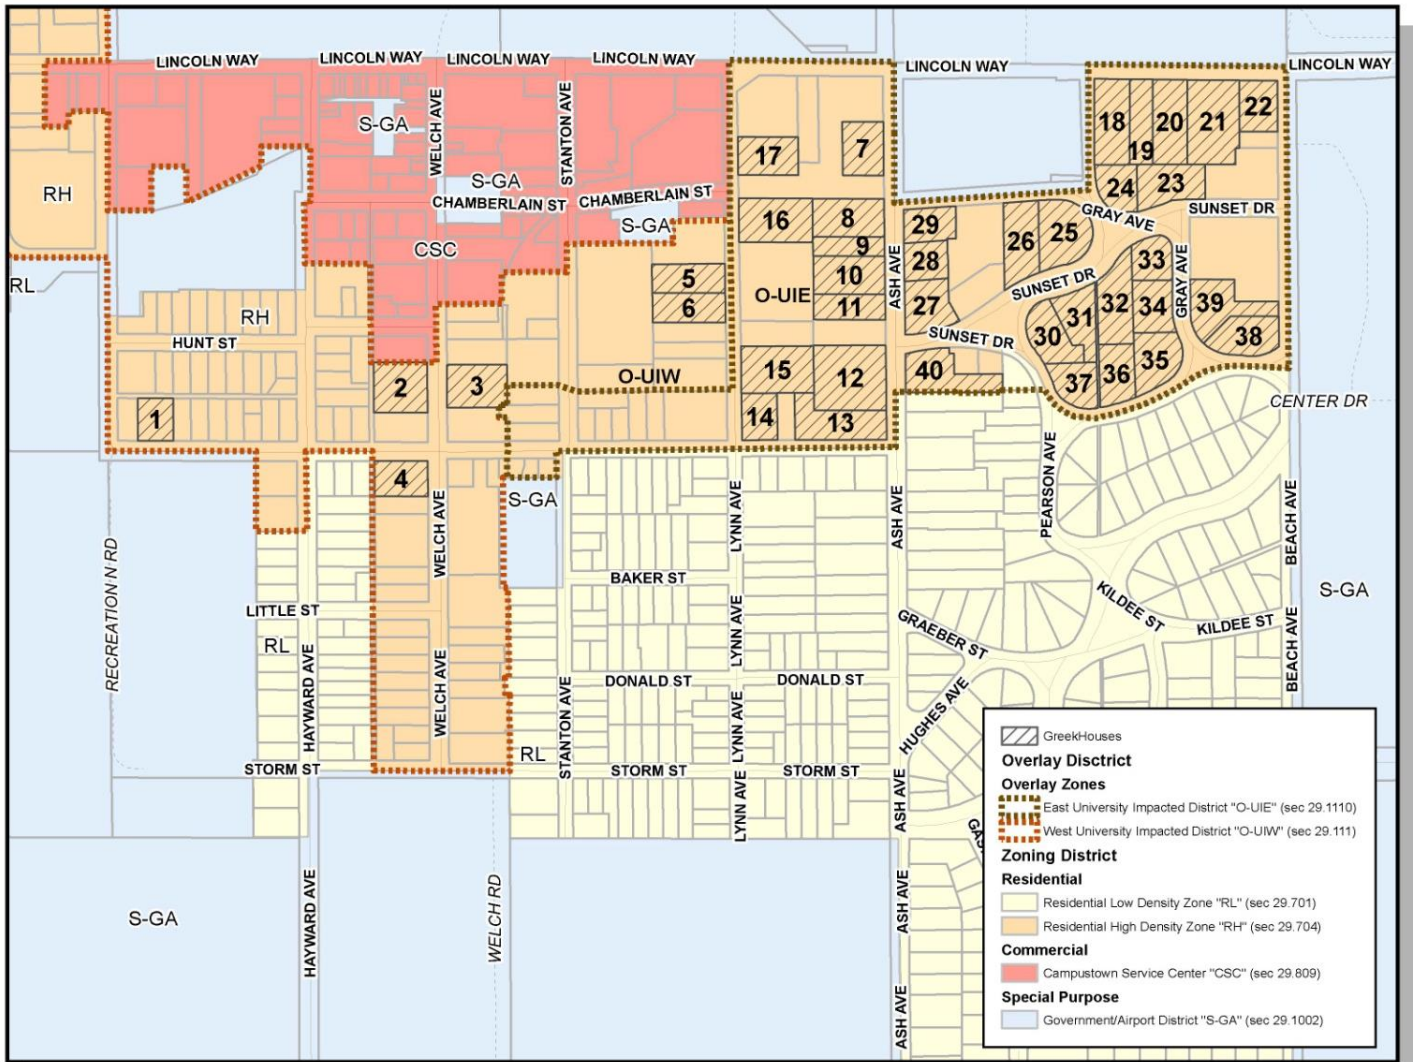 LINCOLN WAY
LINCOLN WAY
LINCOLN WAY
LINCOLN WAY
LINCOLN WAY
LINCOLN WAY
S-GA
WELCH AVE
STANTON AVE
S-GA
CHAMBERLAIN ST
CHAMBERLAIN ST
S-GA
RH
CSC
RL
RH
HUNT ST
O-UIW
O-UIE
ASH AVE
GRAY AVE
SUNSET DR
SUNSET DR
GRAY AVE
SUNSET DR
CENTER DR
1
2
3
4
5
6
7
8
9
10
11
12
13
14
15
16
17
18
19
20
21
22
23
24
25
26
27
28
29
30
31
32
33
34
35
36
37
38
39
40
S-GA
RECREATION N RD
WELCH AVE
LYNN AVE
ASH AVE
PEARSON AVE
BEACH AVE
BAKER ST
LITTLE ST
RL
HAYWARD AVE
WELCH AVE
LYNN AVE
GRAEBER ST
KILDEE ST
KILDEE ST
BEACH AVE
S-GA
DONALD ST
DONALD ST
STANTON AVE
LYNN AVE
HUGHES AVE
RL
STORM ST
STORM ST
STORM ST
LYNN AVE
ASH AVE
GAS
S-GA
HAYWARD AVE
WELCH RD
ASH AVE
ASH AVE
GreekHouses
Overlay Disctrict
Overlay Zones
East University Impacted District "O-UIE" (sec 29.1110)
West University Impacted District "O-UIW" (sec 29.111)
Zoning District
Residential
Residential Low Density Zone "RL" (sec 29.701)
Residential High Density Zone "RH" (sec 29.704)
Commercial
Campustown Service Center "CSC" (sec 29.809)
Special Purpose
Government/Airport District "S-GA" (sec 29.1002)